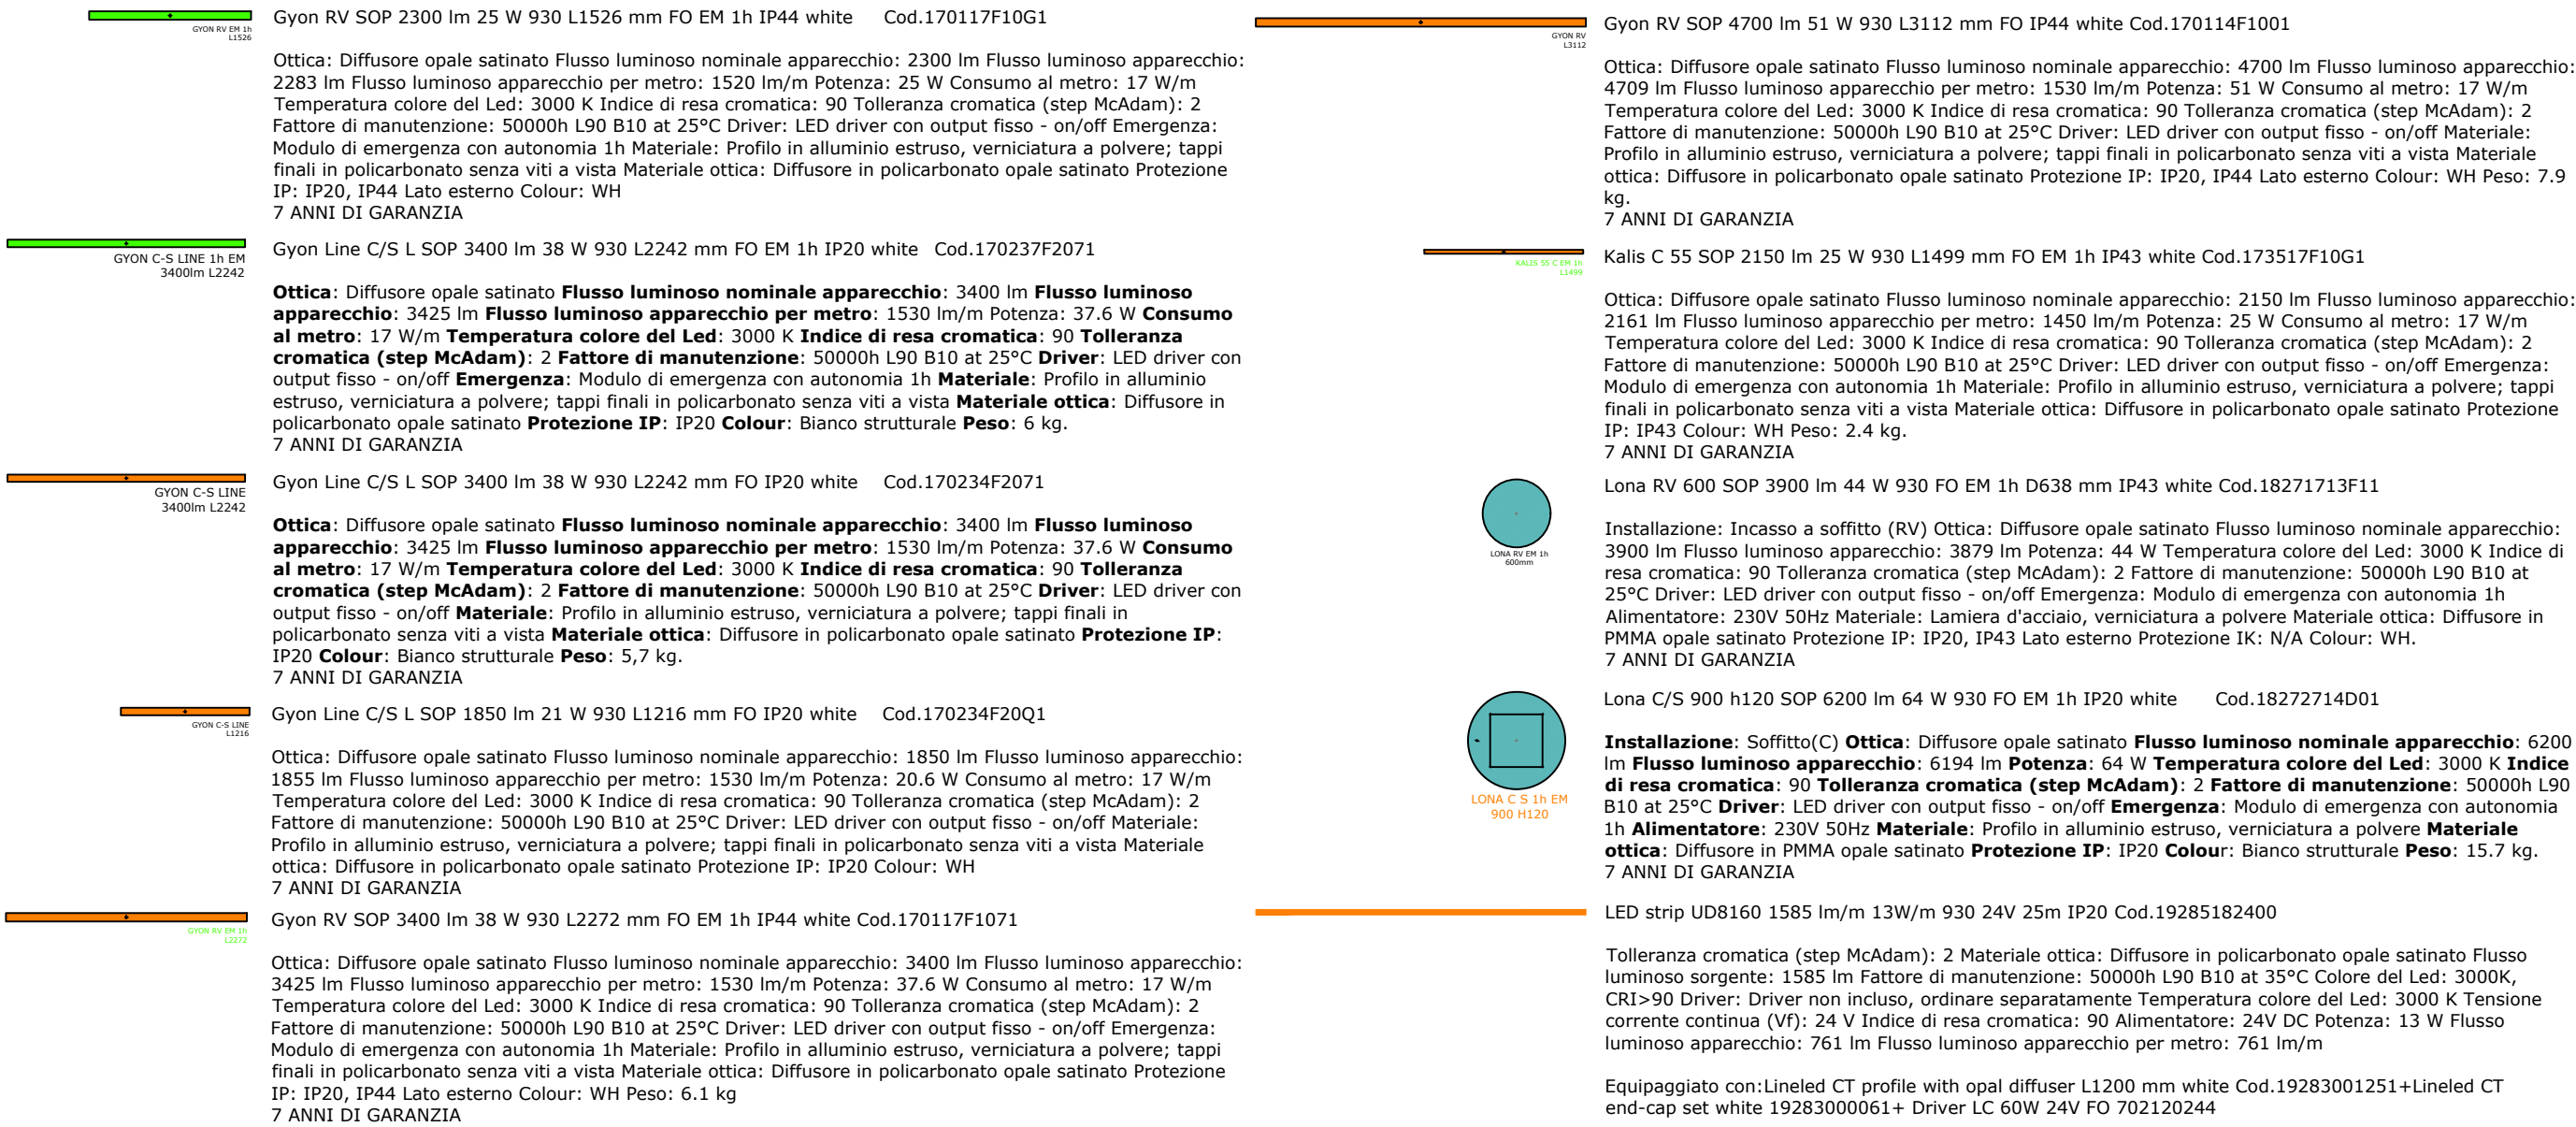 GYON RV EM 1h
L1526
Gyon RV SOP 2300 lm 25 W 930 L1526 mm FO EM 1h IP44 white Cod.170117F10G1
Ottica: Diffusore opale satinato Flusso luminoso nominale apparecchio: 2300 lm Flusso luminoso apparecchio:
2283 lm Flusso luminoso apparecchio per metro: 1520 lm/m Potenza: 25 W Consumo al metro: 17 W/m
Temperatura colore del Led: 3000 K Indice di resa cromatica: 90 Tolleranza cromatica (step McAdam): 2
Fattore di manutenzione: 50000h L90 B10 at 25°C Driver: LED driver con output fisso - on/off Emergenza:
Modulo di emergenza con autonomia 1h Materiale: Profilo in alluminio estruso, verniciatura a polvere; tappi
finali in policarbonato senza viti a vista Materiale ottica: Diffusore in policarbonato opale satinato Protezione
IP: IP20, IP44 Lato esterno Colour: WH
7 ANNI DI GARANZIA
GYON C-S LINE 1h EM
3400lm L2242
Gyon Line C/S L SOP 3400 lm 38 W 930 L2242 mm FO EM 1h IP20 white Cod.170237F2071
Ottica: Diffusore opale satinato Flusso luminoso nominale apparecchio: 3400 lm Flusso luminoso
apparecchio: 3425 lm Flusso luminoso apparecchio per metro: 1530 lm/m Potenza: 37.6 W Consumo
al metro: 17 W/m Temperatura colore del Led: 3000 K Indice di resa cromatica: 90 Tolleranza
cromatica (step McAdam): 2 Fattore di manutenzione: 50000h L90 B10 at 25°C Driver: LED driver con
output fisso - on/off Emergenza: Modulo di emergenza con autonomia 1h Materiale: Profilo in alluminio
estruso, verniciatura a polvere; tappi finali in policarbonato senza viti a vista Materiale ottica: Diffusore in
policarbonato opale satinato Protezione IP: IP20 Colour: Bianco strutturale Peso: 6 kg.
7 ANNI DI GARANZIA
GYON C-S LINE
3400lm L2242
Gyon Line C/S L SOP 3400 lm 38 W 930 L2242 mm FO IP20 white Cod.170234F2071
Ottica: Diffusore opale satinato Flusso luminoso nominale apparecchio: 3400 lm Flusso luminoso
apparecchio: 3425 lm Flusso luminoso apparecchio per metro: 1530 lm/m Potenza: 37.6 W Consumo
al metro: 17 W/m Temperatura colore del Led: 3000 K Indice di resa cromatica: 90 Tolleranza
cromatica (step McAdam): 2 Fattore di manutenzione: 50000h L90 B10 at 25°C Driver: LED driver con
output fisso - on/off Materiale: Profilo in alluminio estruso, verniciatura a polvere; tappi finali in
policarbonato senza viti a vista Materiale ottica: Diffusore in policarbonato opale satinato Protezione IP:
IP20 Colour: Bianco strutturale Peso: 5,7 kg.
7 ANNI DI GARANZIA
GYON C-S LINE
L1216
Gyon Line C/S L SOP 1850 lm 21 W 930 L1216 mm FO IP20 white Cod.170234F20Q1
Ottica: Diffusore opale satinato Flusso luminoso nominale apparecchio: 1850 lm Flusso luminoso apparecchio:
1855 lm Flusso luminoso apparecchio per metro: 1530 lm/m Potenza: 20.6 W Consumo al metro: 17 W/m
Temperatura colore del Led: 3000 K Indice di resa cromatica: 90 Tolleranza cromatica (step McAdam): 2
Fattore di manutenzione: 50000h L90 B10 at 25°C Driver: LED driver con output fisso - on/off Materiale:
Profilo in alluminio estruso, verniciatura a polvere; tappi finali in policarbonato senza viti a vista Materiale
ottica: Diffusore in policarbonato opale satinato Protezione IP: IP20 Colour: WH
7 ANNI DI GARANZIA
GYON RV EM 1h
L2272
Gyon RV SOP 3400 lm 38 W 930 L2272 mm FO EM 1h IP44 white Cod.170117F1071
Ottica: Diffusore opale satinato Flusso luminoso nominale apparecchio: 3400 lm Flusso luminoso apparecchio:
3425 lm Flusso luminoso apparecchio per metro: 1530 lm/m Potenza: 37.6 W Consumo al metro: 17 W/m
Temperatura colore del Led: 3000 K Indice di resa cromatica: 90 Tolleranza cromatica (step McAdam): 2
Fattore di manutenzione: 50000h L90 B10 at 25°C Driver: LED driver con output fisso - on/off Emergenza:
Modulo di emergenza con autonomia 1h Materiale: Profilo in alluminio estruso, verniciatura a polvere; tappi
finali in policarbonato senza viti a vista Materiale ottica: Diffusore in policarbonato opale satinato Protezione
IP: IP20, IP44 Lato esterno Colour: WH Peso: 6.1 kg
7 ANNI DI GARANZIA
GYON RV
L3112
Gyon RV SOP 4700 lm 51 W 930 L3112 mm FO IP44 white Cod.170114F1001
Ottica: Diffusore opale satinato Flusso luminoso nominale apparecchio: 4700 lm Flusso luminoso apparecchio:
4709 lm Flusso luminoso apparecchio per metro: 1530 lm/m Potenza: 51 W Consumo al metro: 17 W/m
Temperatura colore del Led: 3000 K Indice di resa cromatica: 90 Tolleranza cromatica (step McAdam): 2
Fattore di manutenzione: 50000h L90 B10 at 25°C Driver: LED driver con output fisso - on/off Materiale:
Profilo in alluminio estruso, verniciatura a polvere; tappi finali in policarbonato senza viti a vista Materiale
ottica: Diffusore in policarbonato opale satinato Protezione IP: IP20, IP44 Lato esterno Colour: WH Peso: 7.9
kg.
7 ANNI DI GARANZIA
KALIS 55 C EM 1h
L1499
Kalis C 55 SOP 2150 lm 25 W 930 L1499 mm FO EM 1h IP43 white Cod.173517F10G1
Ottica: Diffusore opale satinato Flusso luminoso nominale apparecchio: 2150 lm Flusso luminoso apparecchio:
2161 lm Flusso luminoso apparecchio per metro: 1450 lm/m Potenza: 25 W Consumo al metro: 17 W/m
Temperatura colore del Led: 3000 K Indice di resa cromatica: 90 Tolleranza cromatica (step McAdam): 2
Fattore di manutenzione: 50000h L90 B10 at 25°C Driver: LED driver con output fisso - on/off Emergenza:
Modulo di emergenza con autonomia 1h Materiale: Profilo in alluminio estruso, verniciatura a polvere; tappi
finali in policarbonato senza viti a vista Materiale ottica: Diffusore in policarbonato opale satinato Protezione
IP: IP43 Colour: WH Peso: 2.4 kg.
7 ANNI DI GARANZIA
LONA RV EM 1h
600mm
Lona RV 600 SOP 3900 lm 44 W 930 FO EM 1h D638 mm IP43 white Cod.18271713F11
Installazione: Incasso a soffitto (RV) Ottica: Diffusore opale satinato Flusso luminoso nominale apparecchio:
3900 lm Flusso luminoso apparecchio: 3879 lm Potenza: 44 W Temperatura colore del Led: 3000 K Indice di
resa cromatica: 90 Tolleranza cromatica (step McAdam): 2 Fattore di manutenzione: 50000h L90 B10 at
25°C Driver: LED driver con output fisso - on/off Emergenza: Modulo di emergenza con autonomia 1h
Alimentatore: 230V 50Hz Materiale: Lamiera d'acciaio, verniciatura a polvere Materiale ottica: Diffusore in
PMMA opale satinato Protezione IP: IP20, IP43 Lato esterno Protezione IK: N/A Colour: WH.
7 ANNI DI GARANZIA
LONA C S 1h EM
900 H120
Lona C/S 900 h120 SOP 6200 lm 64 W 930 FO EM 1h IP20 white Cod.18272714D01
Installazione: Soffitto(C) Ottica: Diffusore opale satinato Flusso luminoso nominale apparecchio: 6200
lm Flusso luminoso apparecchio: 6194 lm Potenza: 64 W Temperatura colore del Led: 3000 K Indice
di resa cromatica: 90 Tolleranza cromatica (step McAdam): 2 Fattore di manutenzione: 50000h L90
B10 at 25°C Driver: LED driver con output fisso - on/off Emergenza: Modulo di emergenza con autonomia
1h Alimentatore: 230V 50Hz Materiale: Profilo in alluminio estruso, verniciatura a polvere Materiale
ottica: Diffusore in PMMA opale satinato Protezione IP: IP20 Colour: Bianco strutturale Peso: 15.7 kg.
7 ANNI DI GARANZIA
LED strip UD8160 1585 lm/m 13W/m 930 24V 25m IP20 Cod.19285182400
Tolleranza cromatica (step McAdam): 2 Materiale ottica: Diffusore in policarbonato opale satinato Flusso
luminoso sorgente: 1585 lm Fattore di manutenzione: 50000h L90 B10 at 35°C Colore del Led: 3000K,
CRI>90 Driver: Driver non incluso, ordinare separatamente Temperatura colore del Led: 3000 K Tensione
corrente continua (Vf): 24 V Indice di resa cromatica: 90 Alimentatore: 24V DC Potenza: 13 W Flusso
luminoso apparecchio: 761 lm Flusso luminoso apparecchio per metro: 761 lm/m
Equipaggiato con:Lineled CT profile with opal diffuser L1200 mm white Cod.19283001251+Lineled CT
end-cap set white 19283000061+ Driver LC 60W 24V FO 702120244